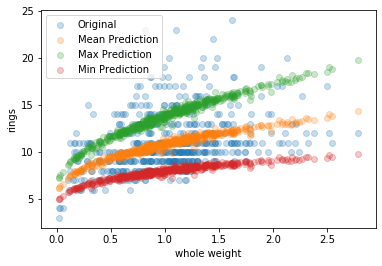 25
20
15
10
5
rings
Original
Mean Prediction
Max Prediction
Min Prediction
0.0 0.5 1.0 1.5 2.0 2.5
whole weight